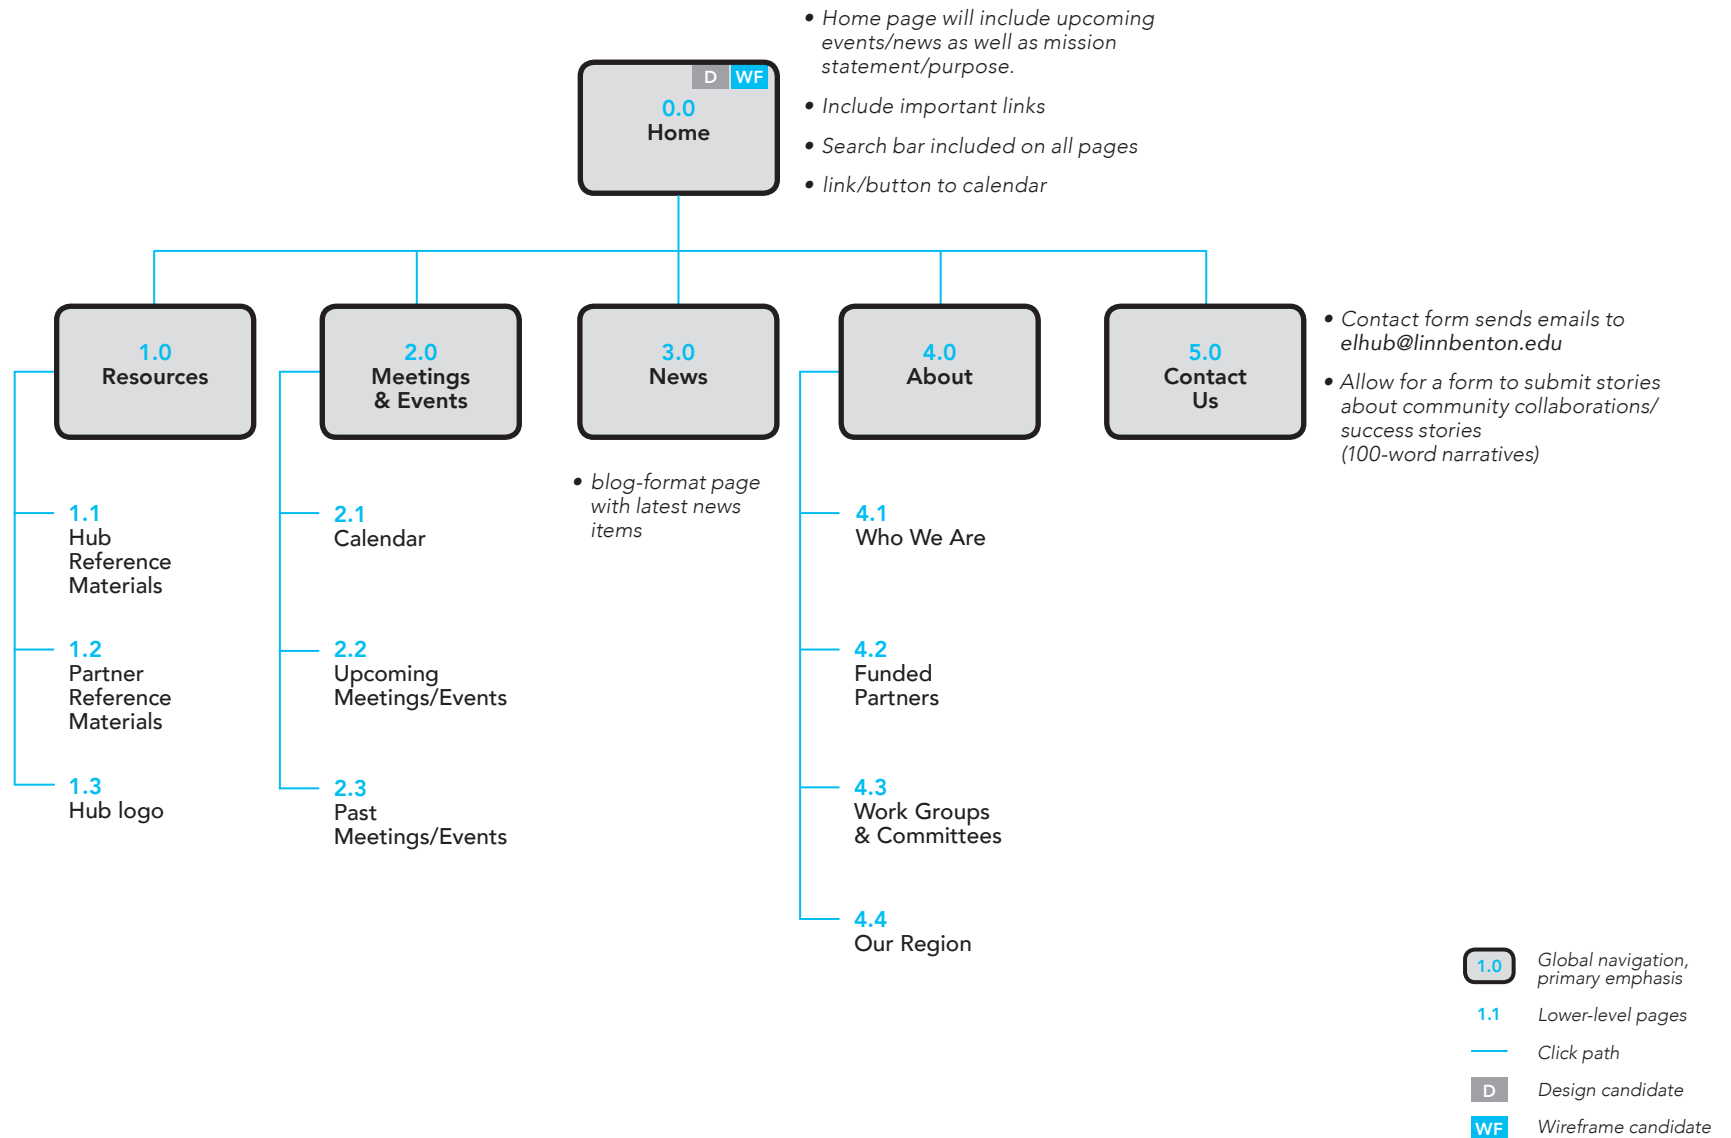 • Home page will include upcoming
events/news as well as mission
statement/purpose.
• Include important links
• Search bar included on all pages
• link/button to calendar
D WF
0.0
Home
1.0
Resources
2.0
Meetings
& Events
3.0
News
4.0
About
5.0
Contact
Us
• Contact form sends emails to
elhub@linnbenton.edu
• Allow for a form to submit stories
about community collaborations/
success stories
(100-word narratives)
1.1
Hub
Reference
Materials
1.2
Partner
Reference
Materials
1.3
Hub logo
2.1
Calendar
2.2
Upcoming
Meetings/Events
2.3
Past
Meetings/Events
• blog-format page
with latest news
items
4.1
Who We Are
4.2
Funded
Partners
4.3
Work Groups
& Committees
4.4
Our Region
1.0 Global navigation,
primary emphasis
1.1 Lower-level pages
Click path
D Design candidate
WF Wireframe candidate